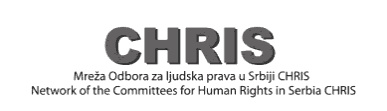 CHRIS
Mreža Odbora za ljudska prava u Srbiji CHRIS
Network of the Committees for Human Rights in Serbia CHRIS